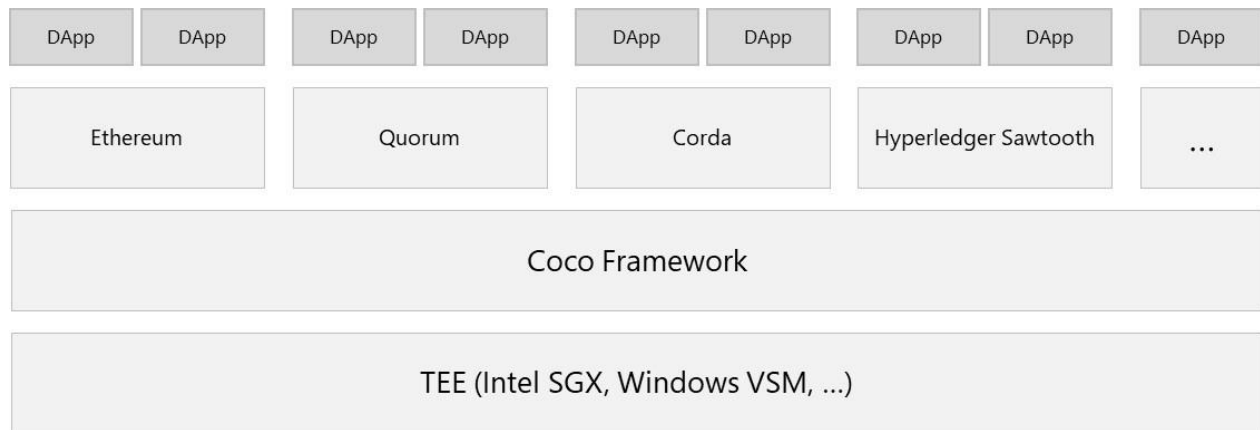 DApp DApp DApp DApp DApp DApp DApp DApp DApp
Ethereum Quorum Corda Hyperledger Sawtooth ...
Coco Framework
TEE (Intel SGX, Windows VSM, ...)